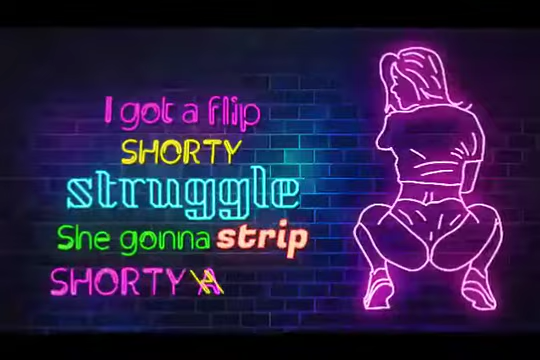 I got a flip
SHORTY
struggle
She gonna strip
SHORTY